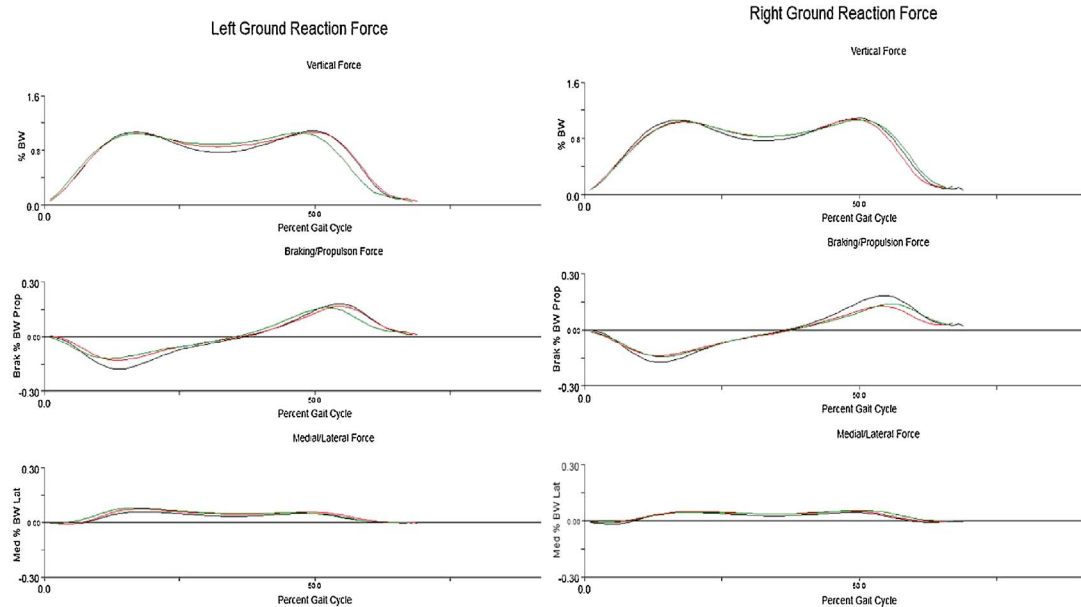 Left Ground Reaction Force
Vertical Force
1.6
% BW
0.8
0.0
0.0
50.0
Percent Gait Cycle
Braking/Propulson Force
0.30
Brak % BW Prop
0.00
-0.30
0.0
50.0
Percent Gait Cycle
Medial/Lateral Force
0.30
Med % BW Lat
0.00
-0.30
0.0
50.0
Percent Gait Cycle
Right Ground Reaction Force
Vertical Force
1.6
% BW
0.8
0.0
0.0
50.0
Percent Gait Cycle
Braking/Propulsion Force
0.30
Brak % BW Prop
0.00
-0.30
0.0
50.0
Percent Gait Cycle
Medial/Lateral Force
0.30
Med % BW Lat
0.00
-0.30
0.0
50.0
Percent Gait Cycle